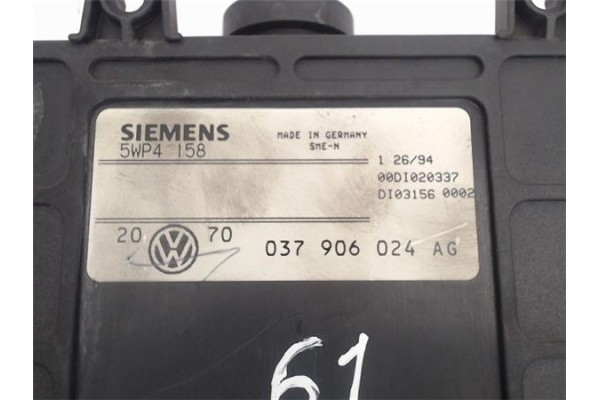 SIEMENS
5WP4 158
MADE IN GERMANY
SME-N
1 26/94
00DI020337
DI03156 0002
20 VW 70
037 906 024 AG
61